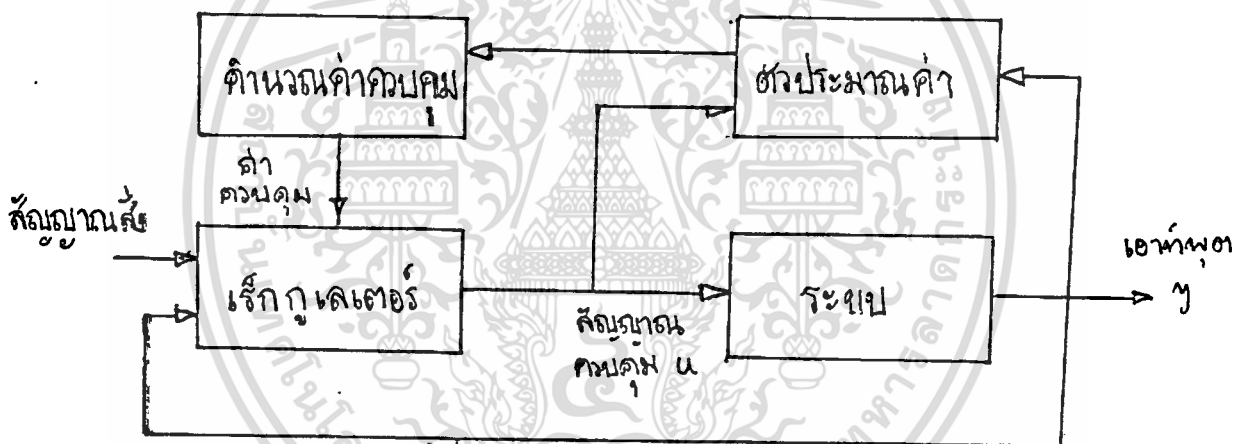 คำนวณค่าควบคุม
ตัวประมาณค่า
ค่า
ควบคุม
สัญญาณสั่ง
เร็กกูเลเตอร์
ระบบ
เอาท์พุต
y
สัญญาณ
ควบคุม u